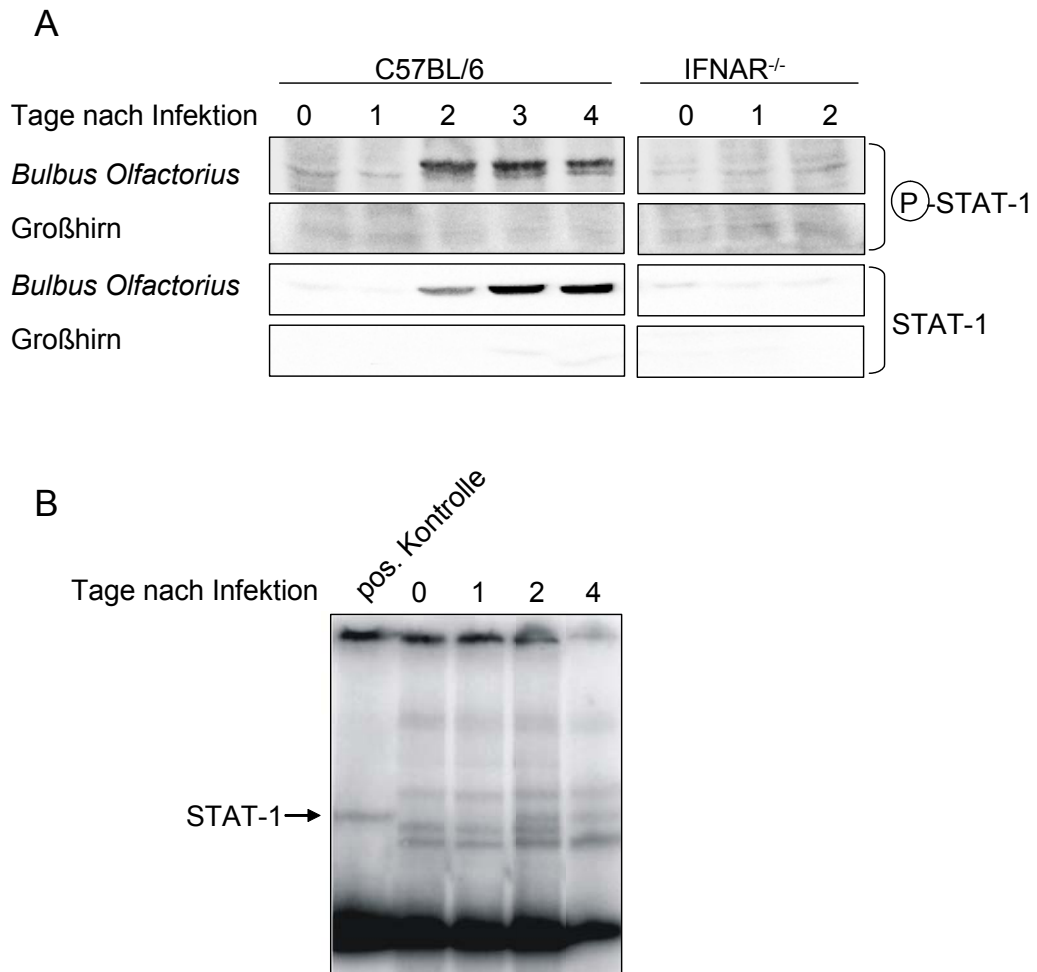 A
C57BL/6 IFNAR-/-
Tage nach Infektion 0 1 2 3 4 0 1 2
Bulbus Olfactorius
P-STAT-1
Großhirn
Bulbus Olfactorius
STAT-1
Großhirn
B
pos. Kontrolle
Tage nach Infektion 0 1 2 4
STAT-1